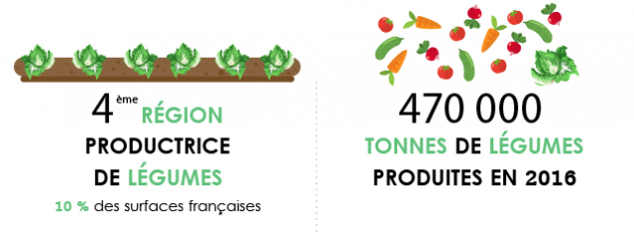 4ème RÉGION
PRODUCTRICE
DE LÉGUMES
10 % des surfaces françaises
470 000
TONNES DE LÉGUMES
PRODUITES EN 2016